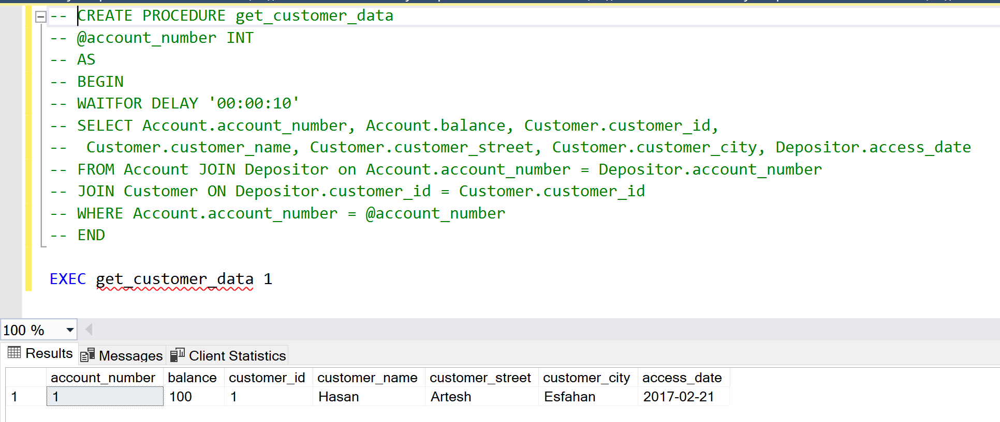 -- CREATE PROCEDURE get_customer_data
-- @account_number INT
-- AS
-- BEGIN
-- WAITFOR DELAY '00:00:10'
-- SELECT Account.account_number, Account.balance, Customer.customer_id,
--  Customer.customer_name, Customer.customer_street, Customer.customer_city, Depositor.access_date
-- FROM Account JOIN Depositor on Account.account_number = Depositor.account_number
-- JOIN Customer ON Depositor.customer_id = Customer.customer_id
-- WHERE Account.account_number = @account_number
-- END
EXEC get_customer_data 1
100 %
Results Messages Client Statistics
account_number balance customer_id customer_name customer_street customer_city access_date
1 1 100 1 Hasan Artesh Esfahan 2017-02-21